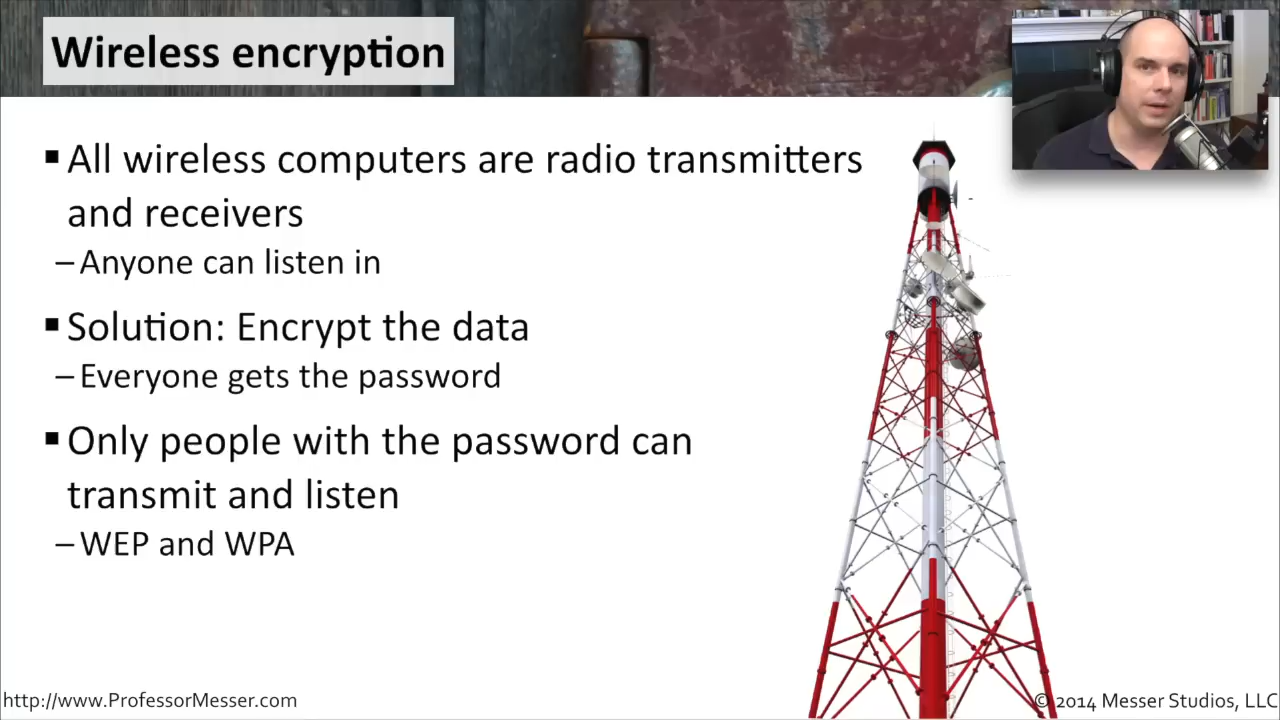 Wireless encryption
▪ All wireless computers are radio transmitters
and receivers
– Anyone can listen in
▪ Solution: Encrypt the data
– Everyone gets the password
▪ Only people with the password can
transmit and listen
– WEP and WPA
http://www.ProfessorMesser.com
© 2014 Messer Studios, LLC